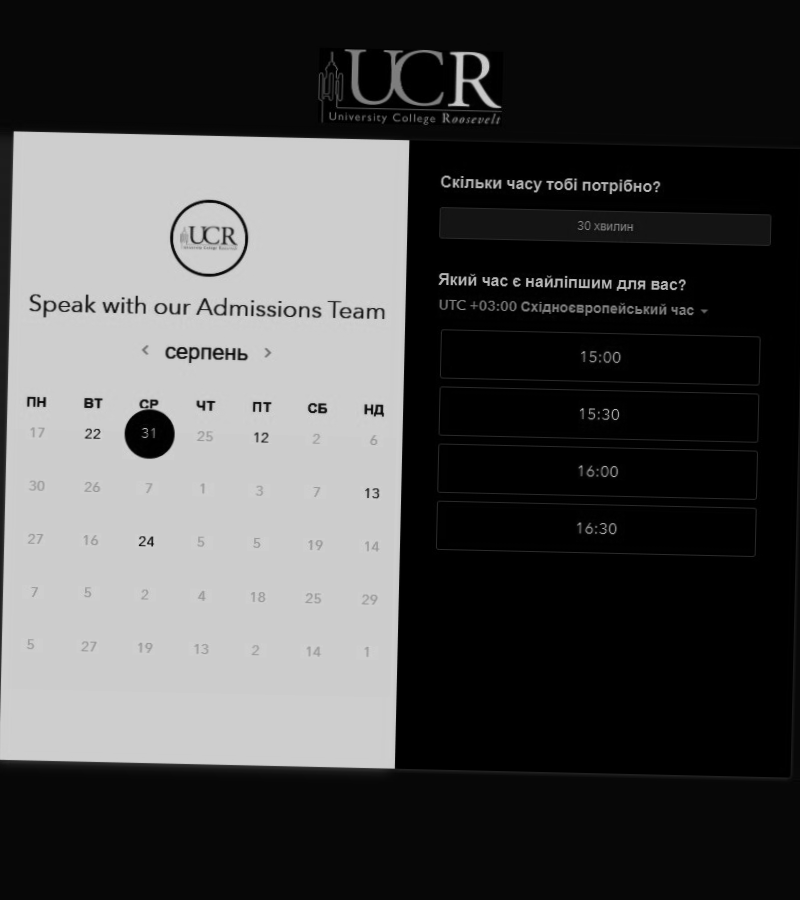 UCR
University College Roosevelt
UCR
University College Roosevelt
Speak with our Admissions Team
серпень
ПН ВТ СР ЧТ ПТ СБ НД
17 22 31 25 12 2 6
30 26 7 1 3 7 13
27 16 24 5 5 19 14
7 5 2 4 18 25 29
5 27 19 13 2 14 1
Скільки часу тобі потрібно?
30 хвилин
Який час є найліпшим для вас?
UTC +03:00 Східноєвропейський час
15:00
15:30
16:00
16:30